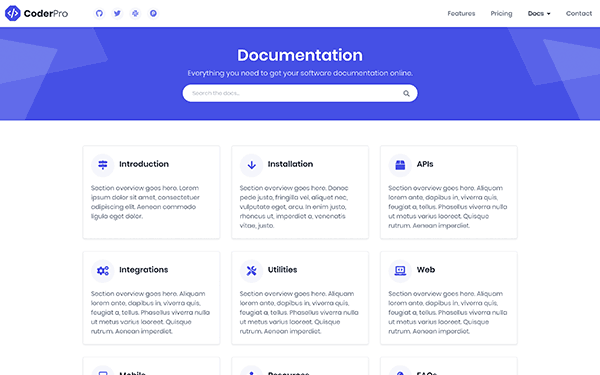 CoderPro
Features Pricing Docs Contact
Documentation
Everything you need to get your software documentation online.
Search the docs...
Introduction
Section overview goes here. Lorem
ipsum dolor sit amet, consectetuer
adipiscing elit. Aenean commodo
ligula eget dolor.
Installation
Section overview goes here. Donec
pede justo, fringilla vel, aliquet nec,
vulputate eget, arcu. In enim justo,
rhoncus ut, imperdiet a, venenatis
vitae, justo.
APIs
Section overview goes here. Aliquam
lorem ante, dapibus in, viverra quis,
feugiat a, tellus. Phasellus viverra nulla
ut metus varius laoreet. Quisque
rutrum. Aenean imperdiet.
Integrations
Section overview goes here. Aliquam
lorem ante, dapibus in, viverra quis,
feugiat a, tellus. Phasellus viverra nulla
ut metus varius laoreet. Quisque
rutrum. Aenean imperdiet.
Utilities
Section overview goes here. Aliquam
lorem ante, dapibus in, viverra quis,
feugiat a, tellus. Phasellus viverra nulla
ut metus varius laoreet. Quisque
rutrum. Aenean imperdiet.
Web
Section overview goes here. Aliquam
lorem ante, dapibus in, viverra quis,
feugiat a, tellus. Phasellus viverra nulla
ut metus varius laoreet. Quisque
rutrum. Aenean imperdiet.
Mobile
Resources
FAQs